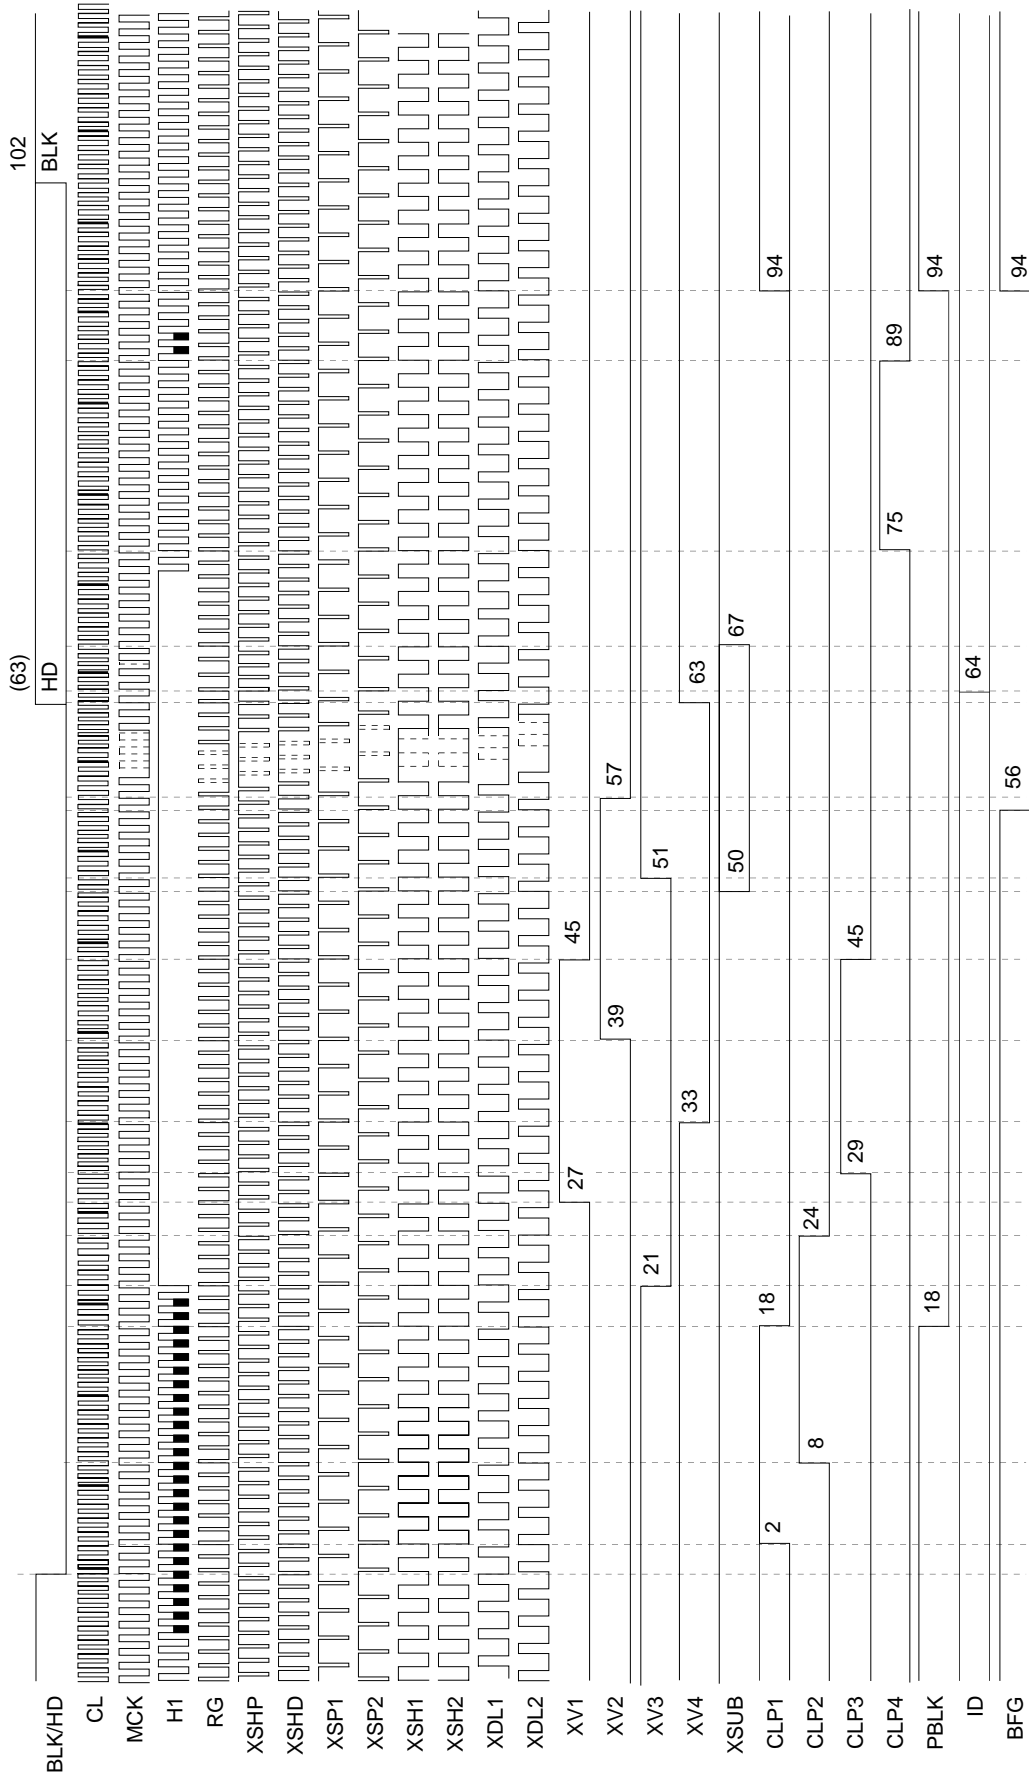 (63)
102
HD
BLK
BLK/HD
CL
MCK
H1
RG
XSHP
XSHD
XSP1
XSP2
XSH1
XSH2
XDL1
XDL2
XV1 27 45
XV2 39 57
XV3 21 51
XV4 33 63
XSUB 50 67
CLP1 2 18 94
CLP2 8 24
CLP3 29 45
CLP4 75 89
PBLK 18 94
ID 64
BFG 56 94